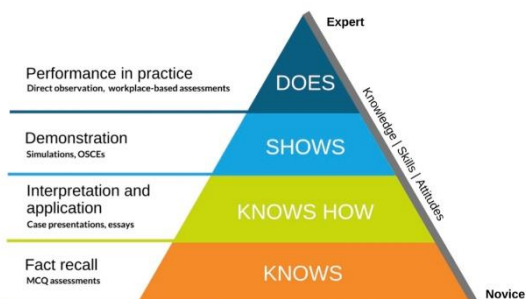 Expert
Performance in practice
Direct observation, workplace-based assessments
DOES
Demonstration
Simulations, OSCEs
SHOWS
Knowledge | Skills | Attitudes
Interpretation and
application
Case presentations, essays
KNOWS HOW
Fact recall
MCQ assessments
KNOWS
Novice